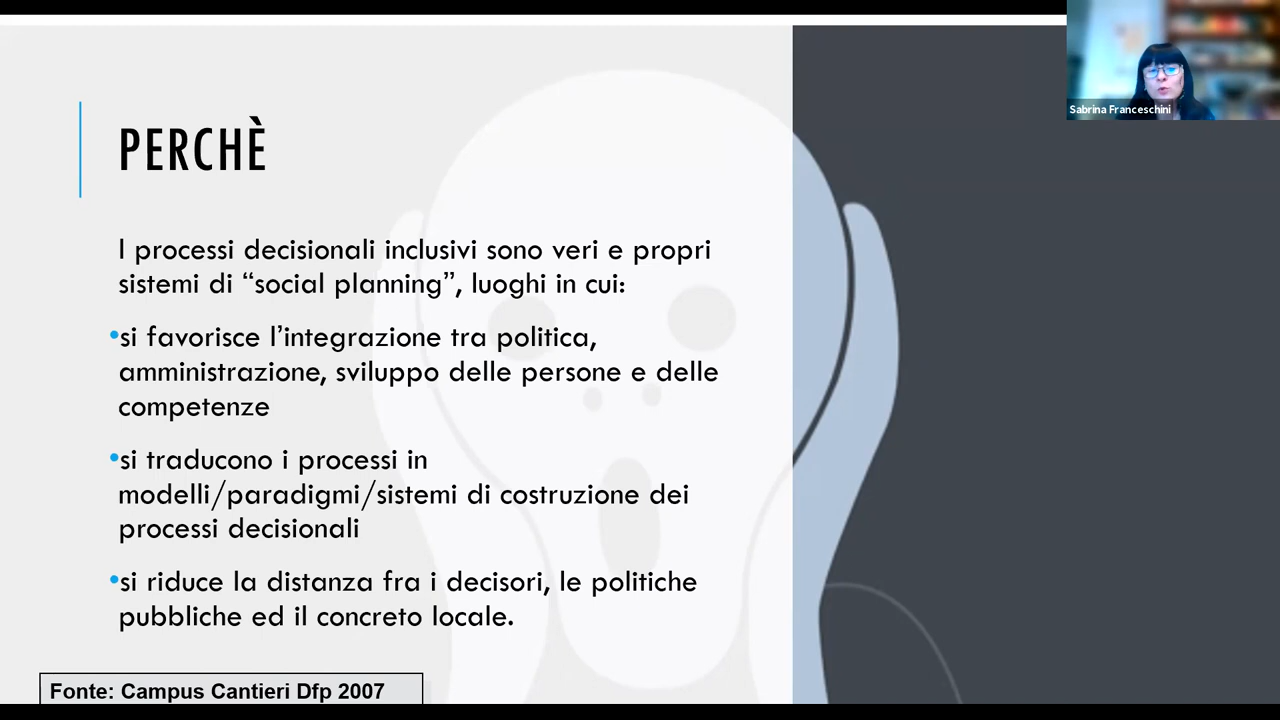 Sabrina Franceschini
PERCHÈ
I processi decisionali inclusivi sono veri e propri
sistemi di “social planning”, luoghi in cui:
•si favorisce l’integrazione tra politica,
amministrazione, sviluppo delle persone e delle
competenze
•si traducono i processi in
modelli/paradigmi/sistemi di costruzione dei
processi decisionali
•si riduce la distanza fra i decisori, le politiche
pubbliche ed il concreto locale.
Fonte: Campus Cantieri Dfp 2007